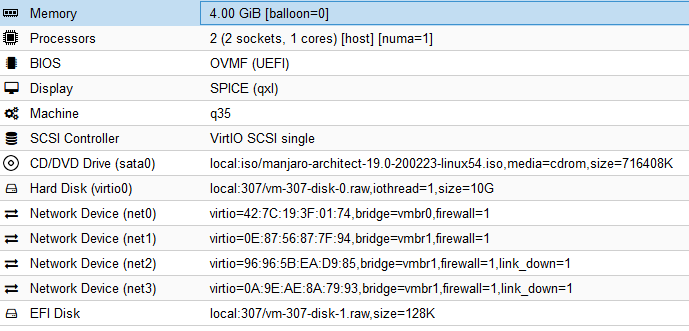 Memory 4.00 GiB [balloon=0]
Processors 2 (2 sockets, 1 cores) [host] [numa=1]
BIOS OVMF (UEFI)
Display SPICE (qxl)
Machine q35
SCSI Controller VirtIO SCSI single
CD/DVD Drive (sata0) local:iso/manjaro-architect-19.0-200223-linux54.iso,media=cdrom,size=716408K
Hard Disk (virtio0) local:307/vm-307-disk-0.raw,iothread=1,size=10G
Network Device (net0) virtio=42:7C:19:3F:01:74,bridge=vmbr0,firewall=1
Network Device (net1) virtio=0E:87:56:87:7F:94,bridge=vmbr1,firewall=1
Network Device (net2) virtio=96:96:5B:EA:D9:85,bridge=vmbr1,firewall=1,link_down=1
Network Device (net3) virtio=0A:9E:AE:8A:79:93,bridge=vmbr1,firewall=1,link_down=1
EFI Disk local:307/vm-307-disk-1.raw,size=128K